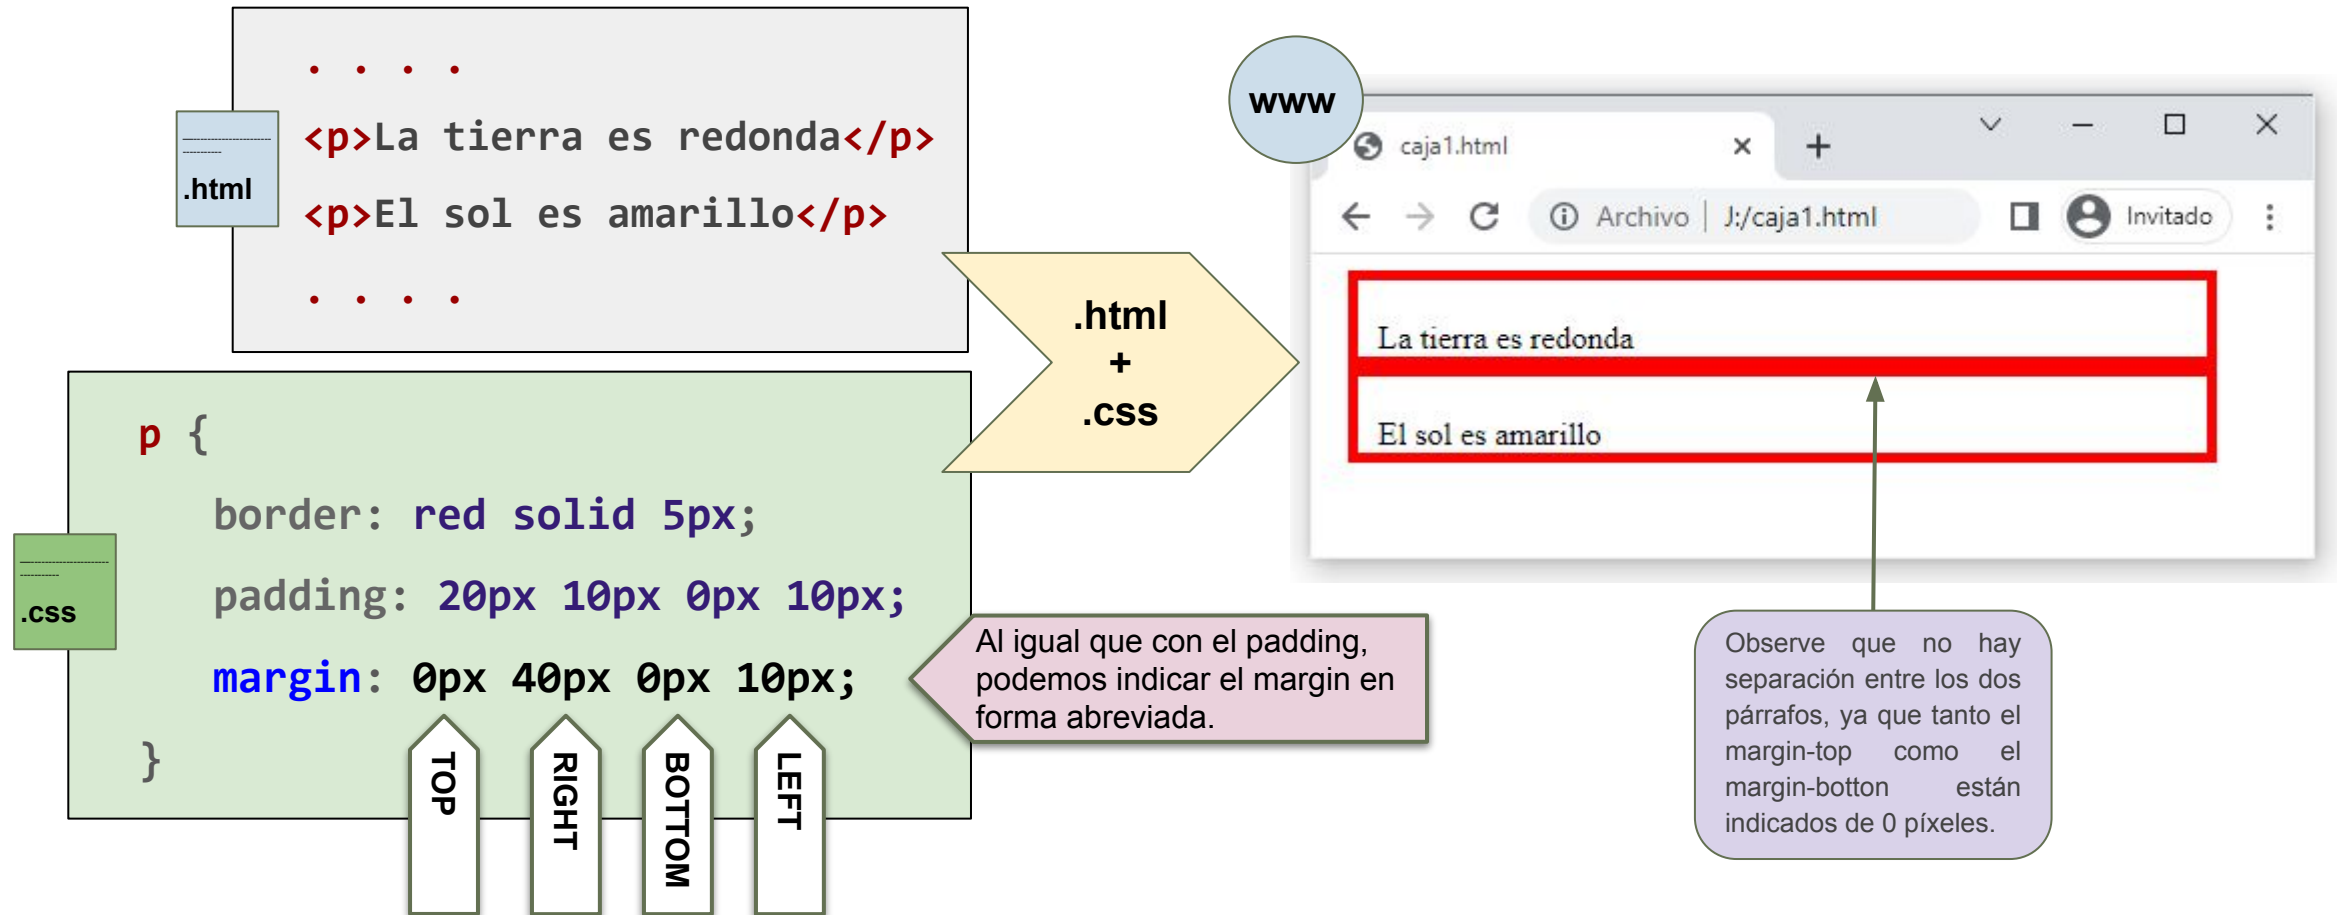 . . . .
<p>La tierra es redonda</p>
<p>El sol es amarillo</p>
. . . .
.html
p {
border: red solid 5px;
padding: 20px 10px 0px 10px;
margin: 0px 40px 0px 10px;
}
.css
TOP
RIGHT
BOTTOM
LEFT
Al igual que con el padding,
podemos indicar el margin en
forma abreviada.
.html
+
.css
www
caja1.html
Archivo | J:/caja1.html
Invitado
La tierra es redonda
El sol es amarillo
Observe que no hay
separación entre los dos
párrafos, ya que tanto el
margin-top como el
margin-botton están
indicados de 0 píxeles.